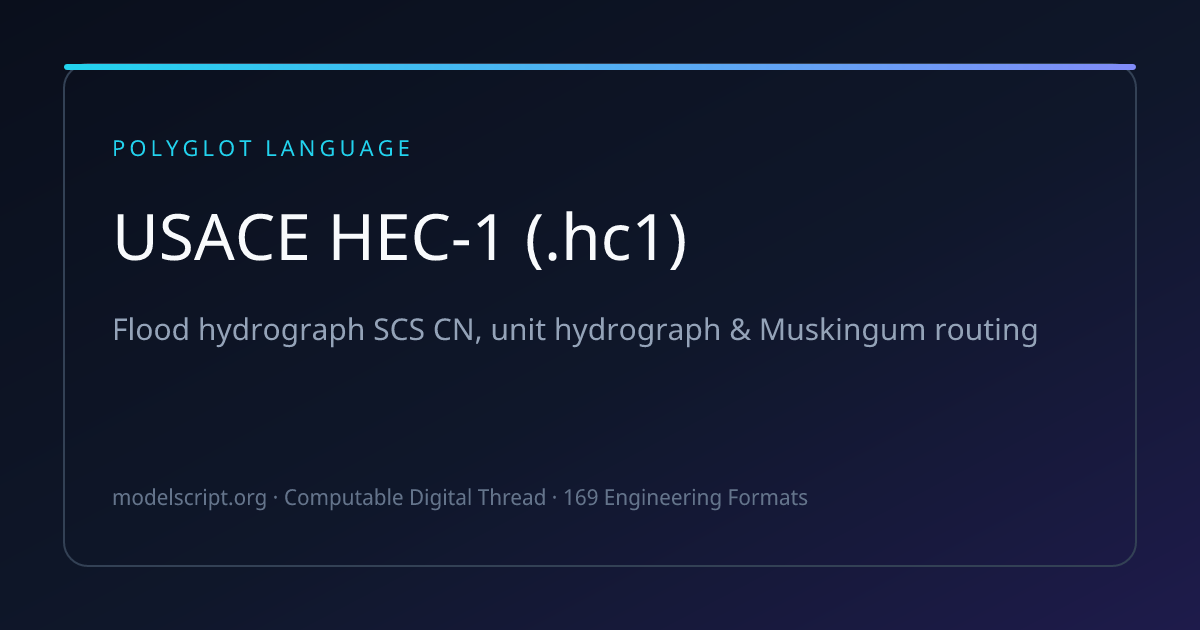 POLYGLOT LANGUAGE
USACE HEC-1 (.hc1)
Flood hydrograph SCS CN, unit hydrograph & Muskingum routing
modelscript.org · Computable Digital Thread · 169 Engineering Formats